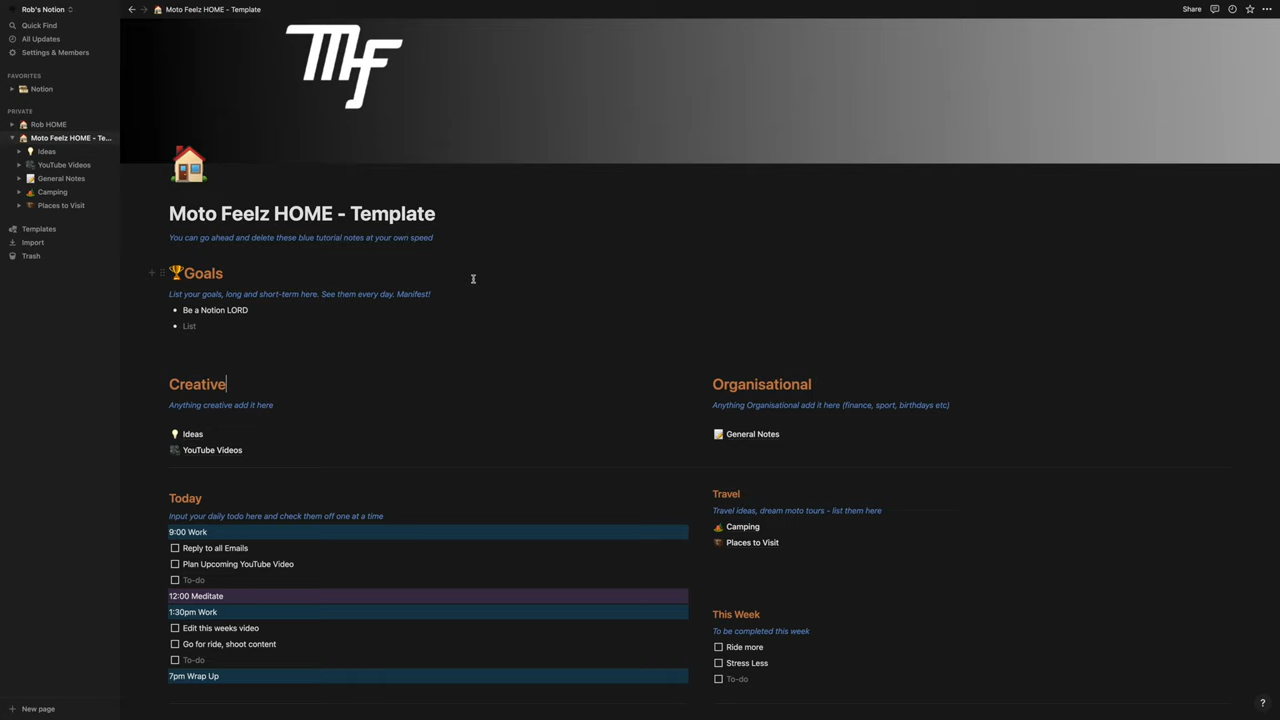 Rob's Notion
Moto Feelz HOME - Template
Share
Quick Find
All Updates
Settings & Members
FAVORITES
Notion
PRIVATE
Rob HOME
Moto Feelz HOME - Te...
Ideas
YouTube Videos
General Notes
Camping
Places to Visit
Templates
Import
Trash
New page
MF
Moto Feelz HOME - Template
You can go ahead and delete these blue tutorial notes at your own speed
🏆Goals
List your goals, long and short-term here. See them every day. Manifest!
• Be a Notion LORD
• List
Creative
Anything creative add it here
Ideas
YouTube Videos
Organisational
Anything Organisational add it here (finance, sport, birthdays etc)
General Notes
Today
Input your daily todo here and check them off one at a time
9:00 Work
Reply to all Emails
Plan Upcoming YouTube Video
To-do
12:00 Meditate
1:30pm Work
Edit this weeks video
Go for ride, shoot content
To-do
7pm Wrap Up
Travel
Travel ideas, dream moto tours - list them here
Camping
Places to Visit
This Week
To be completed this week
Ride more
Stress Less
To-do
?